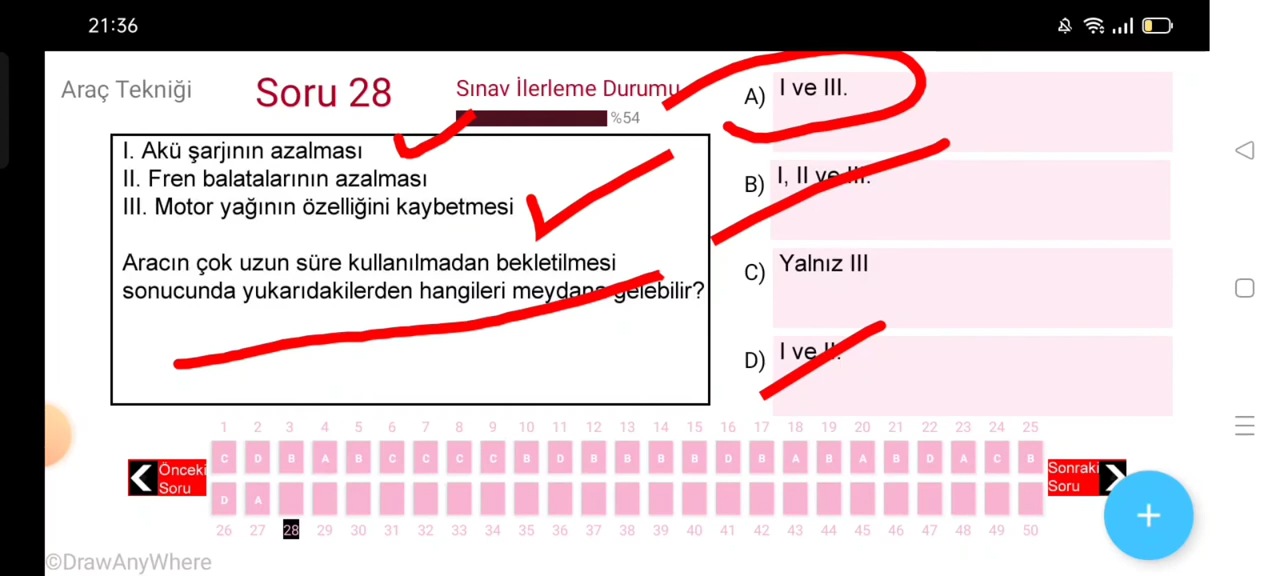 21:36
Araç Tekniği
Soru 28
Sınav İlerleme Durumu
%54
I. Akü şarjının azalması
II. Fren balatalarının azalması
III. Motor yağının özelliğini kaybetmesi
Aracın çok uzun süre kullanılmadan bekletilmesi
sonucunda yukarıdakilerden hangileri meydana gelebilir?
A) I ve III.
B) I, II ve III.
C) Yalnız III
D) I ve II.
1 2 3 4 5 6 7 8 9 10 11 12 13 14 15 16 17 18 19 20 21 22 23 24 25
C D B A B C C C C B D B B B B D B A B A B D A C B
Önceki
Soru
D A
Sonraki
Soru
26 27 28 29 30 31 32 33 34 35 36 37 38 39 40 41 42 43 44 45 46 47 48 49 50
©DrawAnyWhere